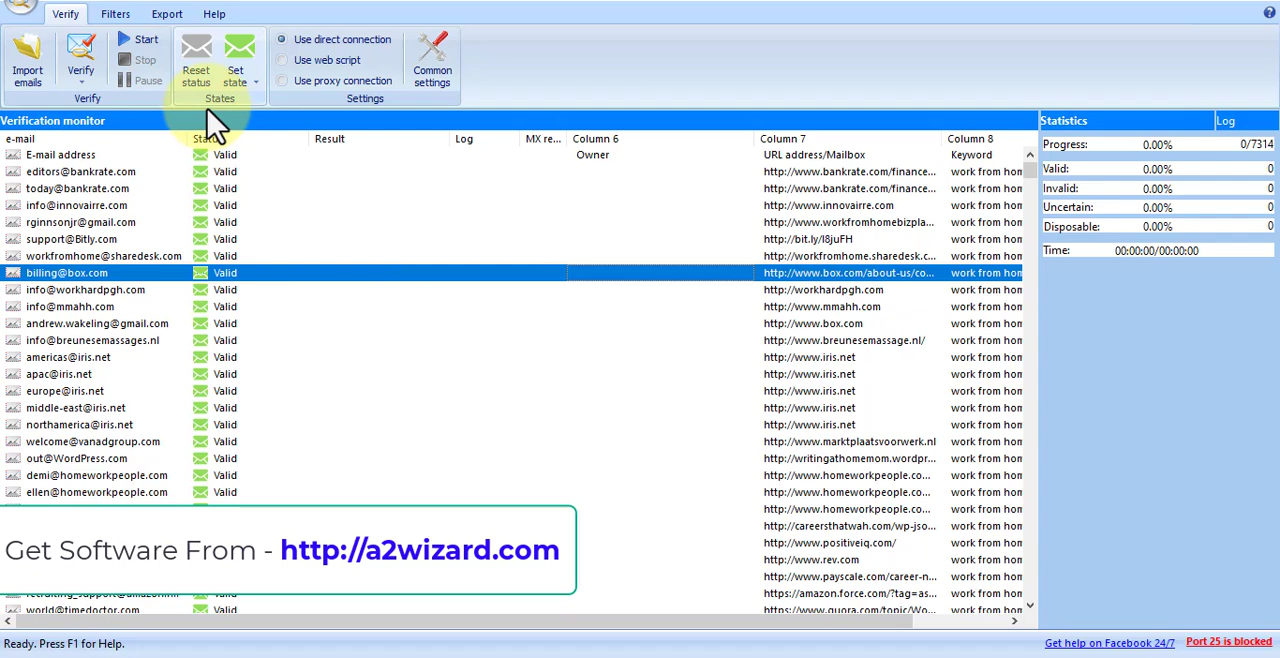 Verify Filters Export Help
Import emails
Verify
Start
Stop
Pause
Verify
Reset status
Set state
States
Use direct connection
Use web script
Use proxy connection
Settings
Common settings
Verification monitor
e-mail Result Log MX re... Column 6 Column 7 Column 8
E-mail address Valid Owner URL address/Mailbox Keyword
editors@bankrate.com Valid http://www.bankrate.com/finance... work from hom
today@bankrate.com Valid http://www.bankrate.com/finance... work from hom
info@innovairre.com Valid http://www.innovairre.com work from hom
rginnsonjr@gmail.com Valid http://www.workfromhomebizpla... work from hom
support@Bitly.com Valid http://bit.ly/I8juFH work from hom
workfromhome@sharedesk.com Valid http://workfromhome.sharedesk.c... work from hom
billing@box.com Valid http://www.box.com/about-us/co... work from hom
info@workhardpgh.com Valid http://workhardpgh.com work from hom
info@mmahh.com Valid http://www.mmahh.com work from hom
andrew.wakeling@gmail.com Valid http://www.box.com work from hom
info@breunesemassages.nl Valid http://www.breunesemassage.nl/ work from hom
americas@iris.net Valid http://www.iris.net work from hom
apac@iris.net Valid http://www.iris.net work from hom
europe@iris.net Valid http://www.iris.net work from hom
middle-east@iris.net Valid http://www.iris.net work from hom
northamerica@iris.net Valid http://www.iris.net work from hom
welcome@vanadgroup.com Valid http://www.marktplaatsvoorwerk.nl work from hom
out@WordPress.com Valid http://writingathomemom.wordpr... work from hom
demi@homeworkpeople.com Valid http://www.homeworkpeople.co... work from hom
ellen@homeworkpeople.com Valid http://www.homeworkpeople.co... work from hom
http://www.homeworkpeople.co... work from hom
http://careersthatwah.com/wp-jso... work from hom
http://www.positiveiq.com/ work from hom
http://www.rev.com work from hom
http://www.payscale.com/career-n... work from hom
https://amazon.force.com/?tag=as... work from hom
world@timedoctor.com Valid http://www.quora.com/topic/Wo... work from hom
Get Software From - http://a2wizard.com
Statistics Log
Progress: 0.00% 0/7314
Valid: 0.00% 0
Invalid: 0.00% 0
Uncertain: 0.00% 0
Disposable: 0.00% 0
Time: 00:00:00/00:00:00
Ready. Press F1 for Help.
Get help on Facebook 24/7 Port 25 is blocked